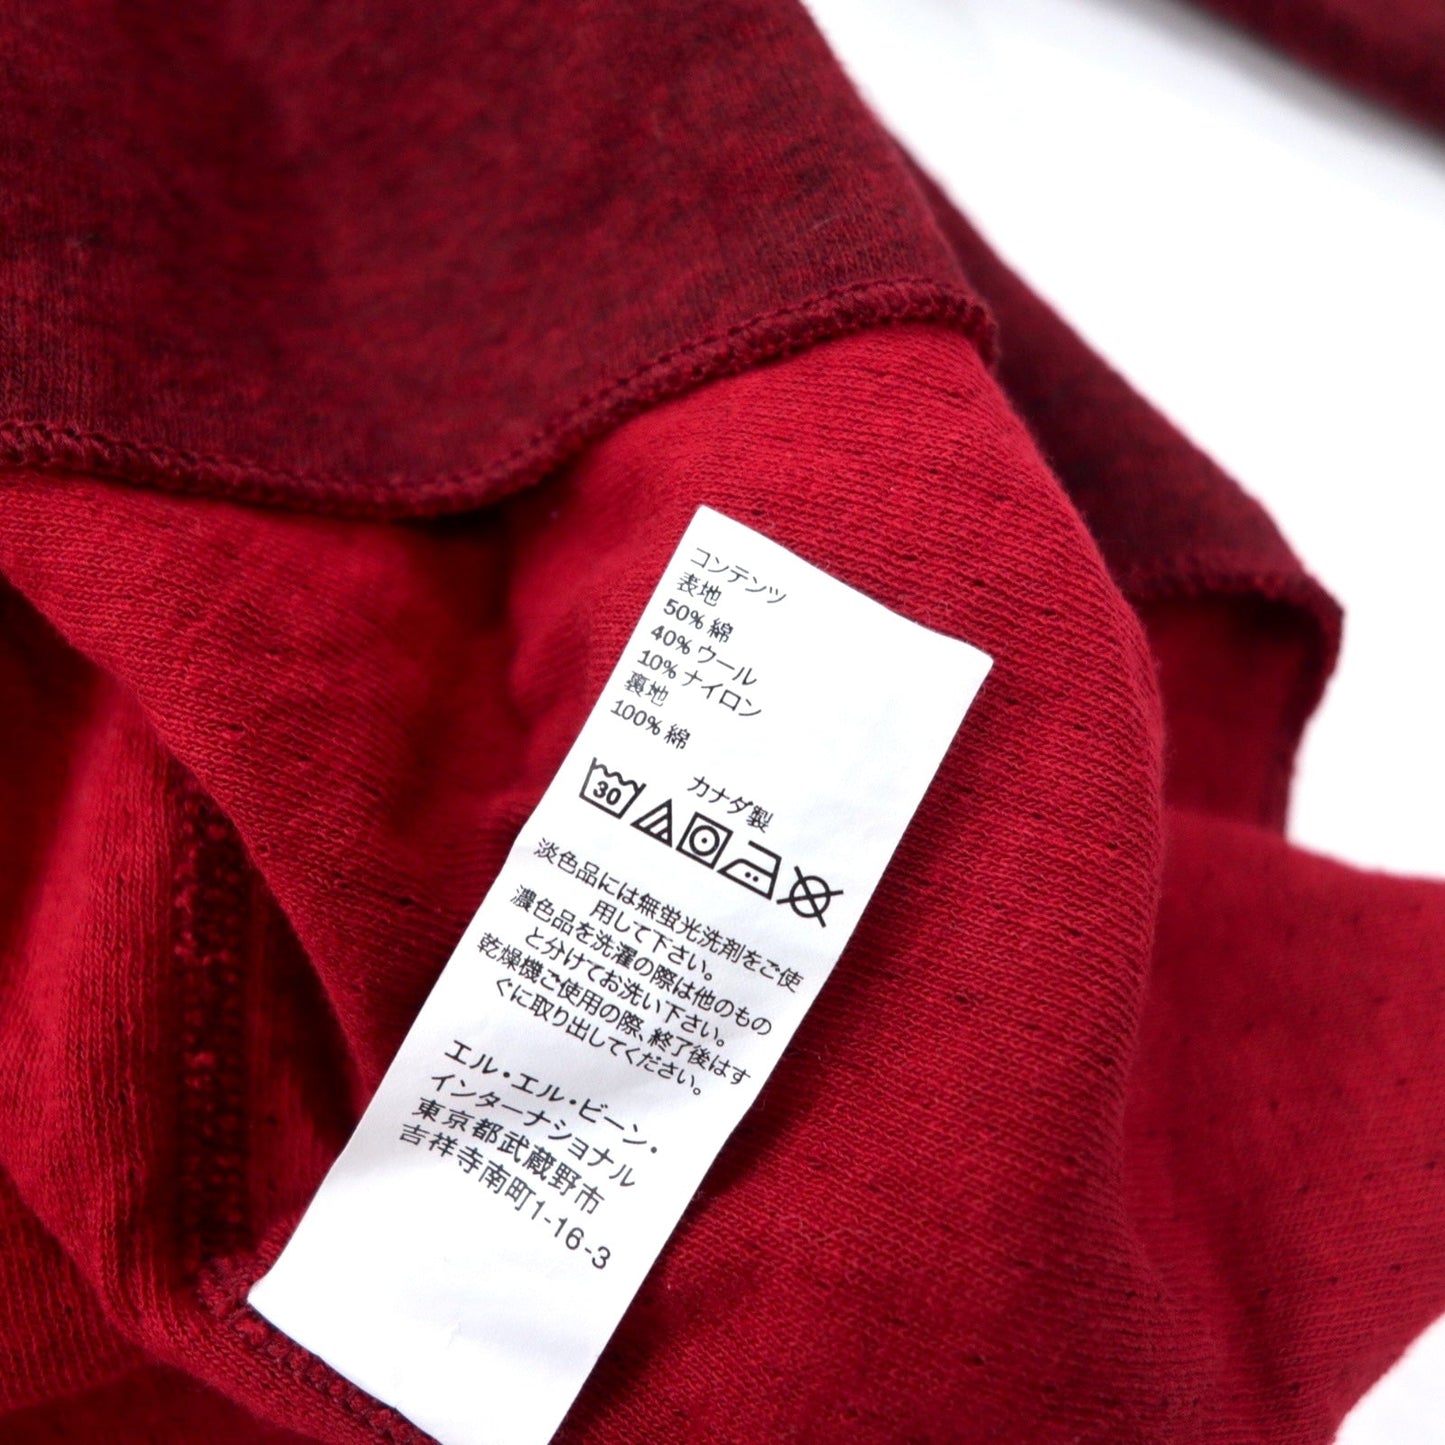 コンテンツ
表地
50% 綿
40% ウール
10% ナイロン
裏地
100% 綿
カナダ製
30
淡色品には無蛍光洗剤をご使
用して下さい。
濃色品を洗濯の際は他のもの
と分けてお洗い下さい。
乾燥機ご使用の際、終了後はす
ぐに取り出してください。
エル・エル・ビーン・
インターナショナル
東京都武蔵野市
吉祥寺南町1-16-3